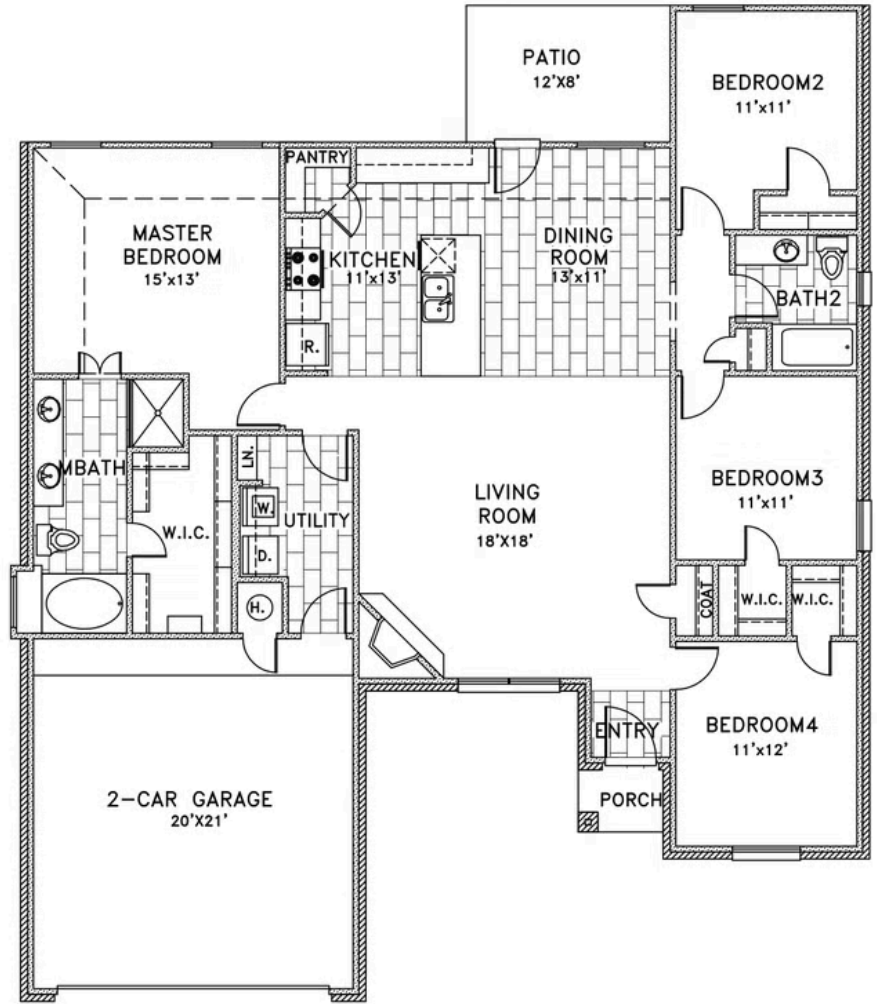 PATIO
12'X8'
BEDROOM2
11'x11'
PANTRY
MASTER
BEDROOM
15'x13'
KITCHEN
11'x13'
DINING
ROOM
13'x11'
BATH2
R.
MBATH
LN.
W.
UTILITY
W.I.C.
D.
H.
LIVING
ROOM
18'X18'
BEDROOM3
11'x11'
COAT
W.I.C.
W.I.C.
ENTRY
BEDROOM4
11'x12'
PORCH
2-CAR GARAGE
20'X21'